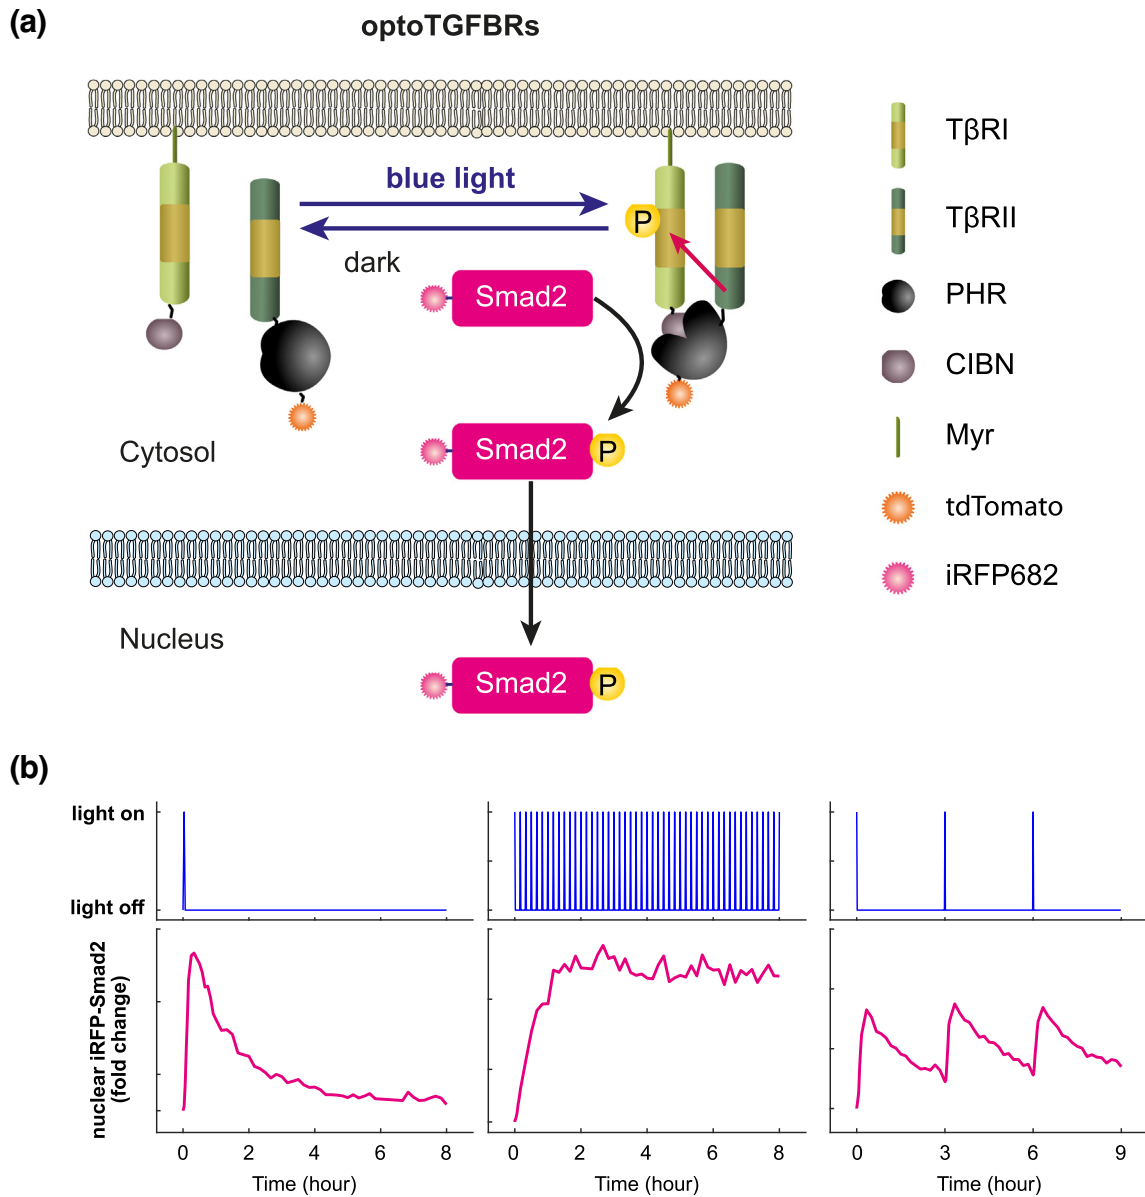 (a)
optoTGFBRs
blue light
dark
P
Smad2
Cytosol
Smad2
P
Nucleus
Smad2
P
TβRI
TβRII
PHR
CIBN
Myr
tdTomato
iRFP682
(b)
light on
light off
nuclear iRFP-Smad2
(fold change)
0 2 4 6 8
0 2 4 6 8
0 3 6 9
Time (hour)
Time (hour)
Time (hour)